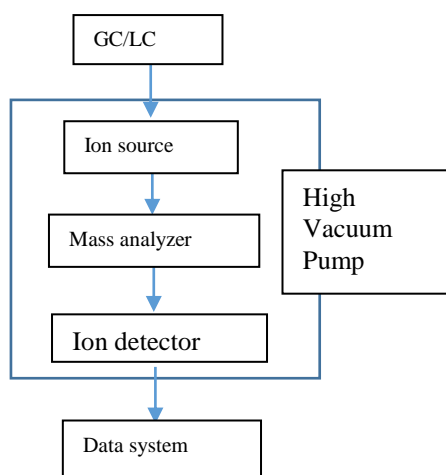 GC/LC
Ion source
High
Vacuum
Pump
Mass analyzer
Ion detector
Data system